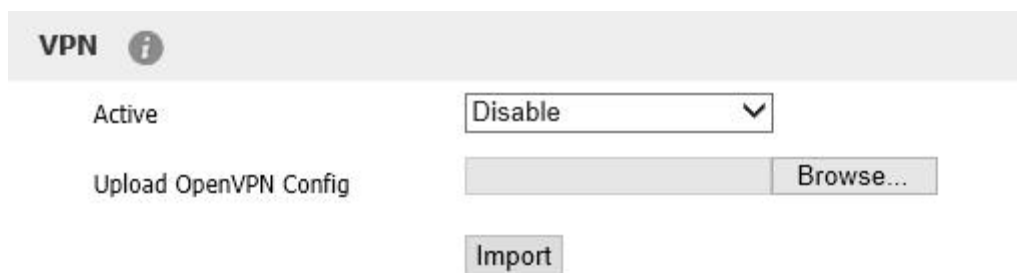 VPN
Active Disable
Upload OpenVPN Config Browse...
Import